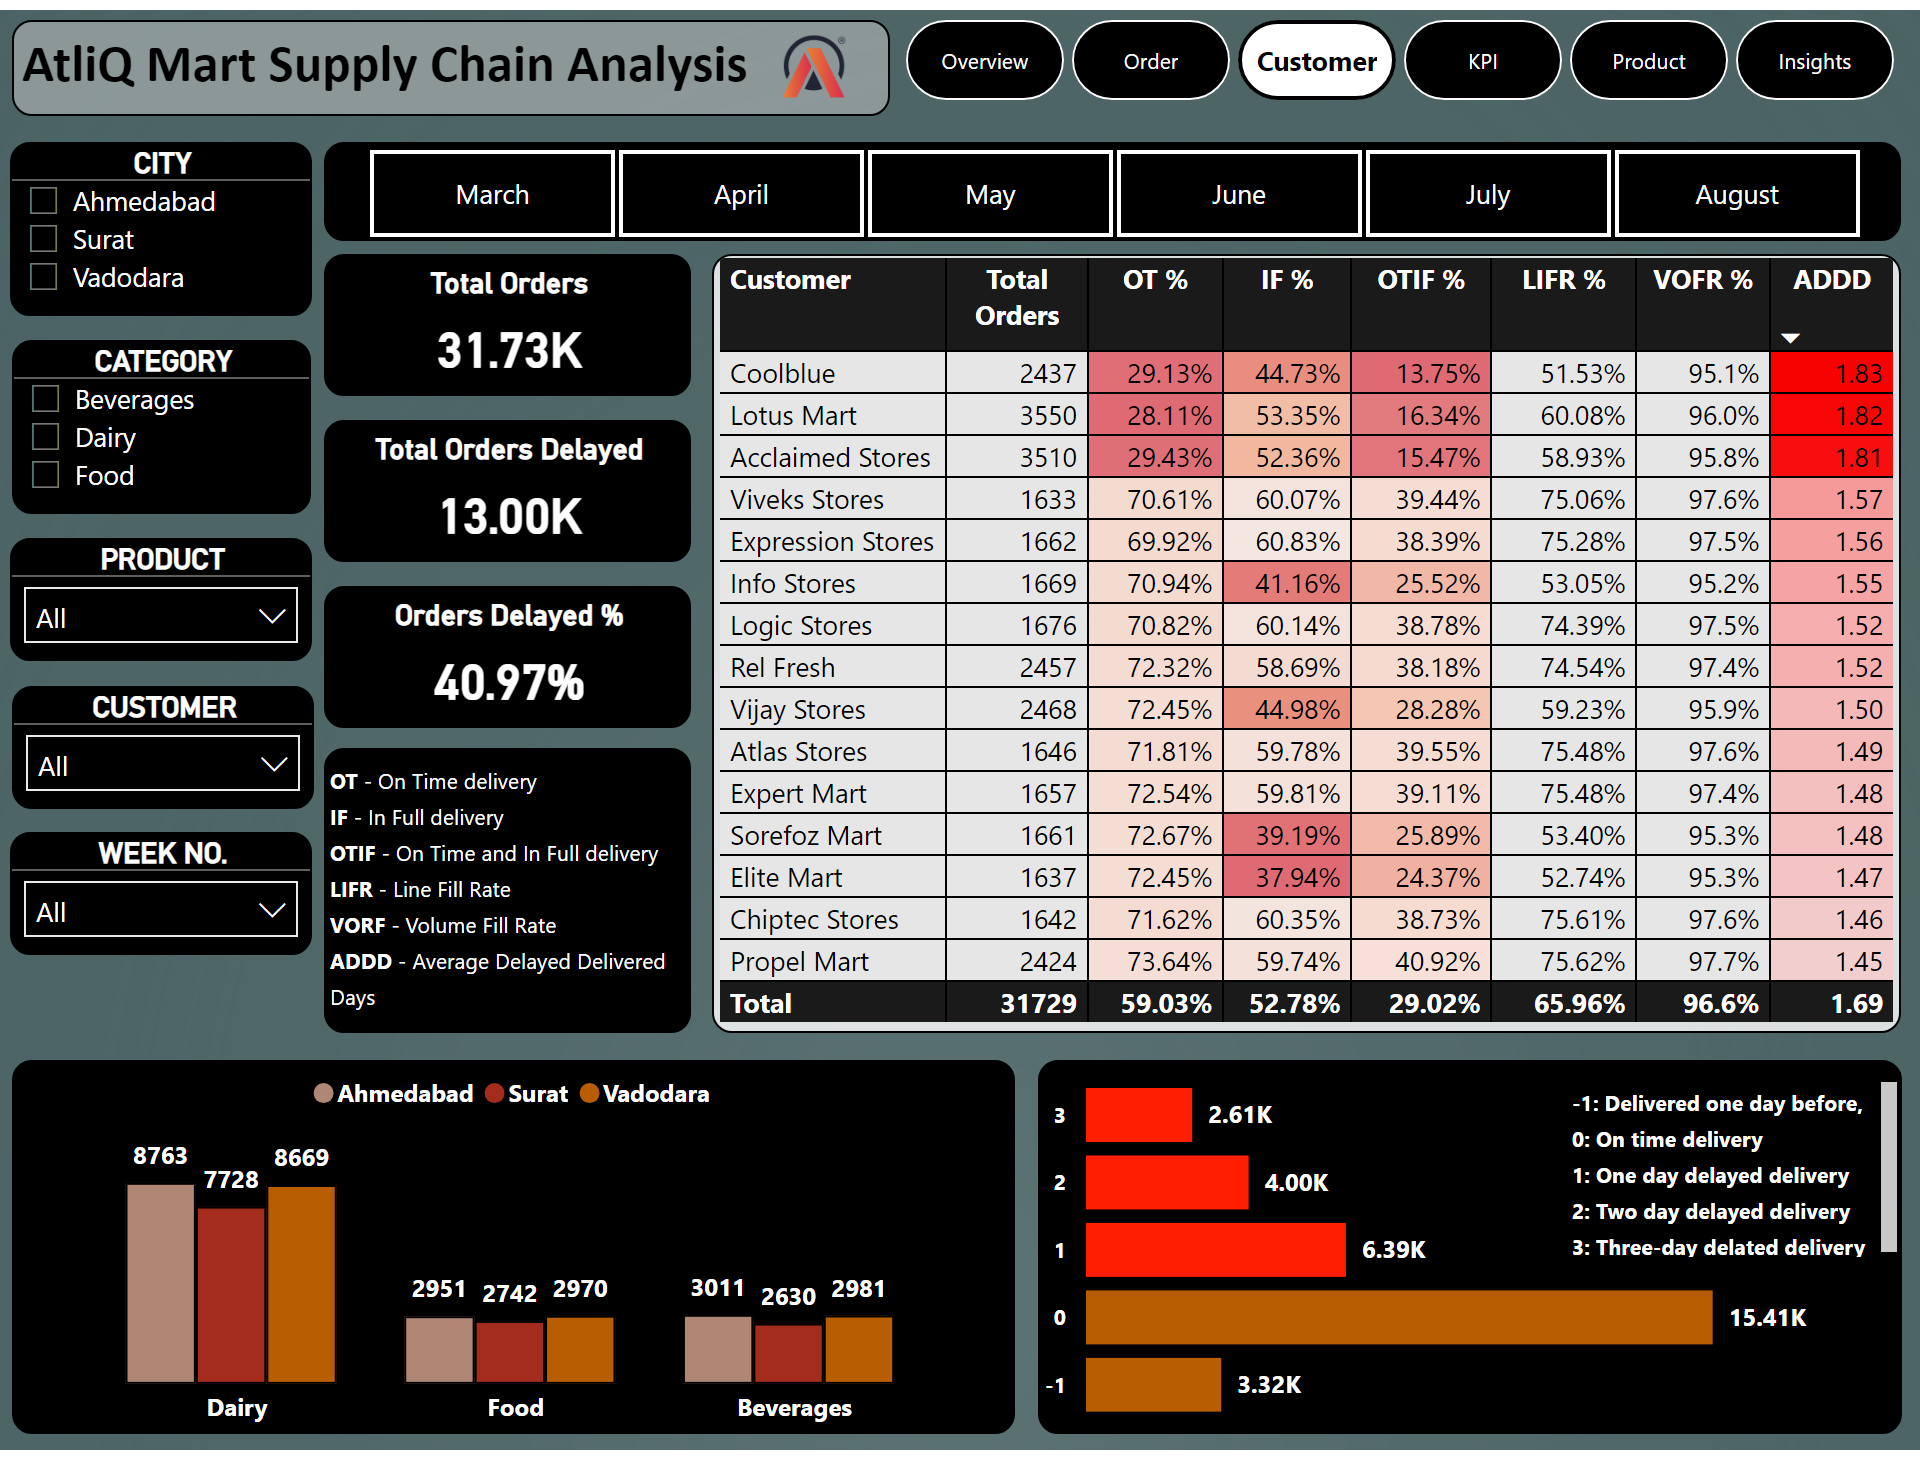 AtliQ Mart Supply Chain Analysis
Overview
Order
Customer
KPI
Product
Insights
CITY
Ahmedabad
Surat
Vadodara
CATEGORY
Beverages
Dairy
Food
PRODUCT
All
CUSTOMER
All
WEEK NO.
All
March April May June July August
Total Orders
31.73K
Total Orders Delayed
13.00K
Orders Delayed %
40.97%
OT - On Time delivery
IF - In Full delivery
OTIF - On Time and In Full delivery
LIFR - Line Fill Rate
VORF - Volume Fill Rate
ADDD - Average Delayed Delivered
Days
Customer Total Orders OT % IF % OTIF % LIFR % VOFR % ADDD
Coolblue 2437 29.13% 44.73% 13.75% 51.53% 95.1% 1.83
Lotus Mart 3550 28.11% 53.35% 16.34% 60.08% 96.0% 1.82
Acclaimed Stores 3510 29.43% 52.36% 15.47% 58.93% 95.8% 1.81
Viveks Stores 1633 70.61% 60.07% 39.44% 75.06% 97.6% 1.57
Expression Stores 1662 69.92% 60.83% 38.39% 75.28% 97.5% 1.56
Info Stores 1669 70.94% 41.16% 25.52% 53.05% 95.2% 1.55
Logic Stores 1676 70.82% 60.14% 38.78% 74.39% 97.5% 1.52
Rel Fresh 2457 72.32% 58.69% 38.18% 74.54% 97.4% 1.52
Vijay Stores 2468 72.45% 44.98% 28.28% 59.23% 95.9% 1.50
Atlas Stores 1646 71.81% 59.78% 39.55% 75.48% 97.6% 1.49
Expert Mart 1657 72.54% 59.81% 39.11% 75.48% 97.4% 1.48
Sorefoz Mart 1661 72.67% 39.19% 25.89% 53.40% 95.3% 1.48
Elite Mart 1637 72.45% 37.94% 24.37% 52.74% 95.3% 1.47
Chiptec Stores 1642 71.62% 60.35% 38.73% 75.61% 97.6% 1.46
Propel Mart 2424 73.64% 59.74% 40.92% 75.62% 97.7% 1.45
Total 31729 59.03% 52.78% 29.02% 65.96% 96.6% 1.69
Ahmedabad Surat Vadodara
8763 7728 8669
2951 2742 2970
3011 2630 2981
Dairy Food Beverages
3 2.61K
2 4.00K
1 6.39K
0 15.41K
-1 3.32K
-1: Delivered one day before,
0: On time delivery
1: One day delayed delivery
2: Two day delayed delivery
3: Three-day delated delivery